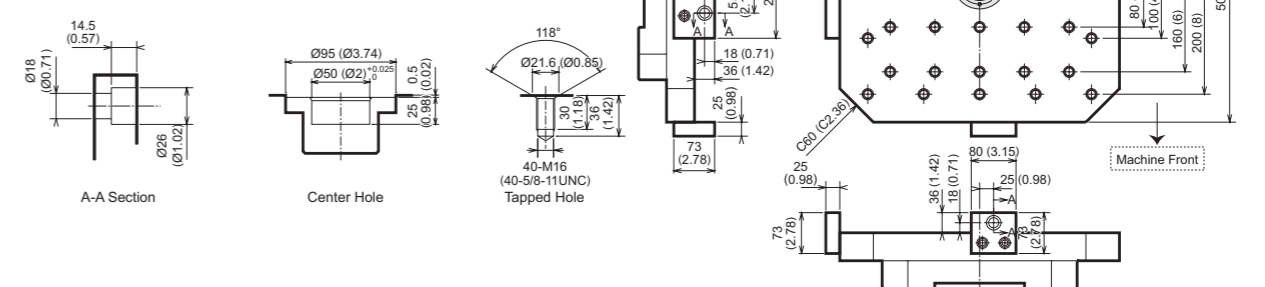 14.5
(0.57)
Ø18
(Ø0.71)
Ø26
(Ø1.02)
A-A Section
Ø95 (Ø3.74)
Ø50 (Ø2) +0.025
0
0.5
(0.02)
25
(0.98)
Center Hole
118°
Ø21.6 (Ø0.85)
30
(1.18)
36
(1.42)
40-M16
(40-5/8-11UNC)
Tapped Hole
A
A
18 (0.71)
36 (1.42)
25
(0.98)
73
(2.78)
160 (6)
200 (8)
C60 (C2.36)
Machine Front
80 (3.15)
25
(0.98)
36 (1.42)
18 (0.71)
25 (0.98)
A
A
73
(2.78)
73
(2.78)